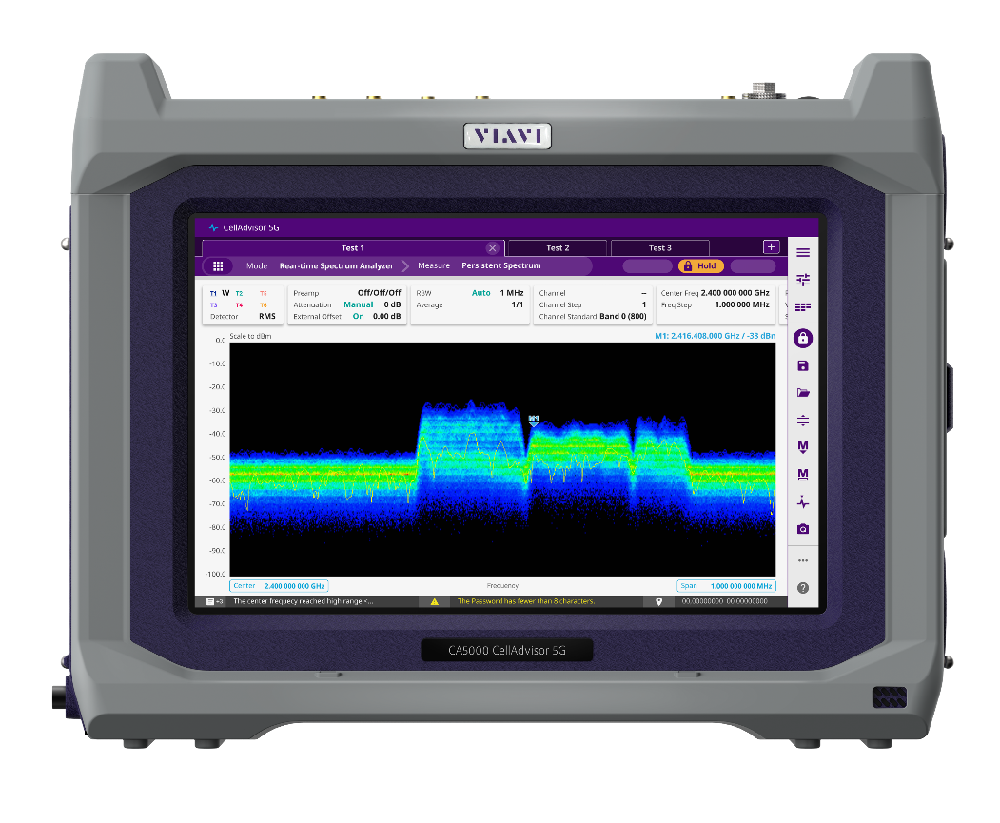 VIAVI
CellAdvisor 5G
Test 1
Test 2
Test 3
Mode Real-time Spectrum Analyzer Measure Persistent Spectrum
Hold
T1 W T2 T5
T3 T4 T6
Detector RMS
Preamp Off/Off/Off
Attenuation Manual 0 dB
External Offset On 0.00 dB
RBW Auto 1 MHz
Average 1/1
Channel --
Channel Step 1
Channel Standard Band 0 (800)
Center Freq 2.400 000 000 GHz
Freq Step 1.000 000 MHz
Scale to dBm
M1: 2.416.408.000 GHz / -38 dBn
0.0
-10.0
-20.0
-30.0
-40.0
-50.0
-60.0
-70.0
-80.0
-90.0
-100.0
M1
M
M
Center 2.400 000 000 GHz
Frequency
Span 1.000 000 000 MHz
+3 The center frequecy reached high range <...
The Password has fewer than 8 characters.
00,00000000 00,00000000
CA5000 CellAdvisor 5G